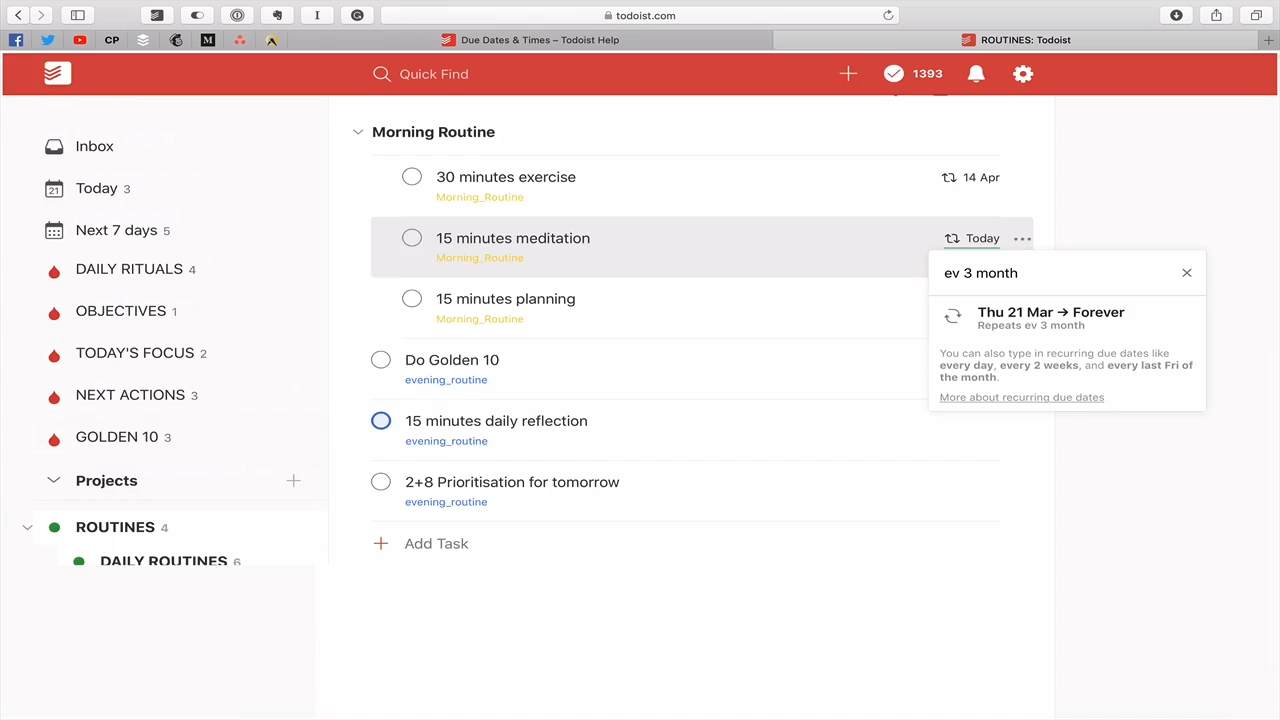 todoist.com
CP
M
Due Dates & Times – Todoist Help
ROUTINES: Todoist
Quick Find
1393
Inbox
21
Today 3
Next 7 days 5
DAILY RITUALS 4
OBJECTIVES 1
TODAY'S FOCUS 2
NEXT ACTIONS 3
GOLDEN 10 3
Projects
ROUTINES 4
DAILY ROUTINES 6
Morning Routine
30 minutes exercise
14 Apr
Morning_Routine
15 minutes meditation
Today
Morning_Routine
15 minutes planning
Morning_Routine
Do Golden 10
evening_routine
15 minutes daily reflection
evening_routine
2+8 Prioritisation for tomorrow
evening_routine
Add Task
ev 3 month
Thu 21 Mar → Forever
Repeats ev 3 month
You can also type in recurring due dates like
every day, every 2 weeks, and every last Fri of
the month.
More about recurring due dates